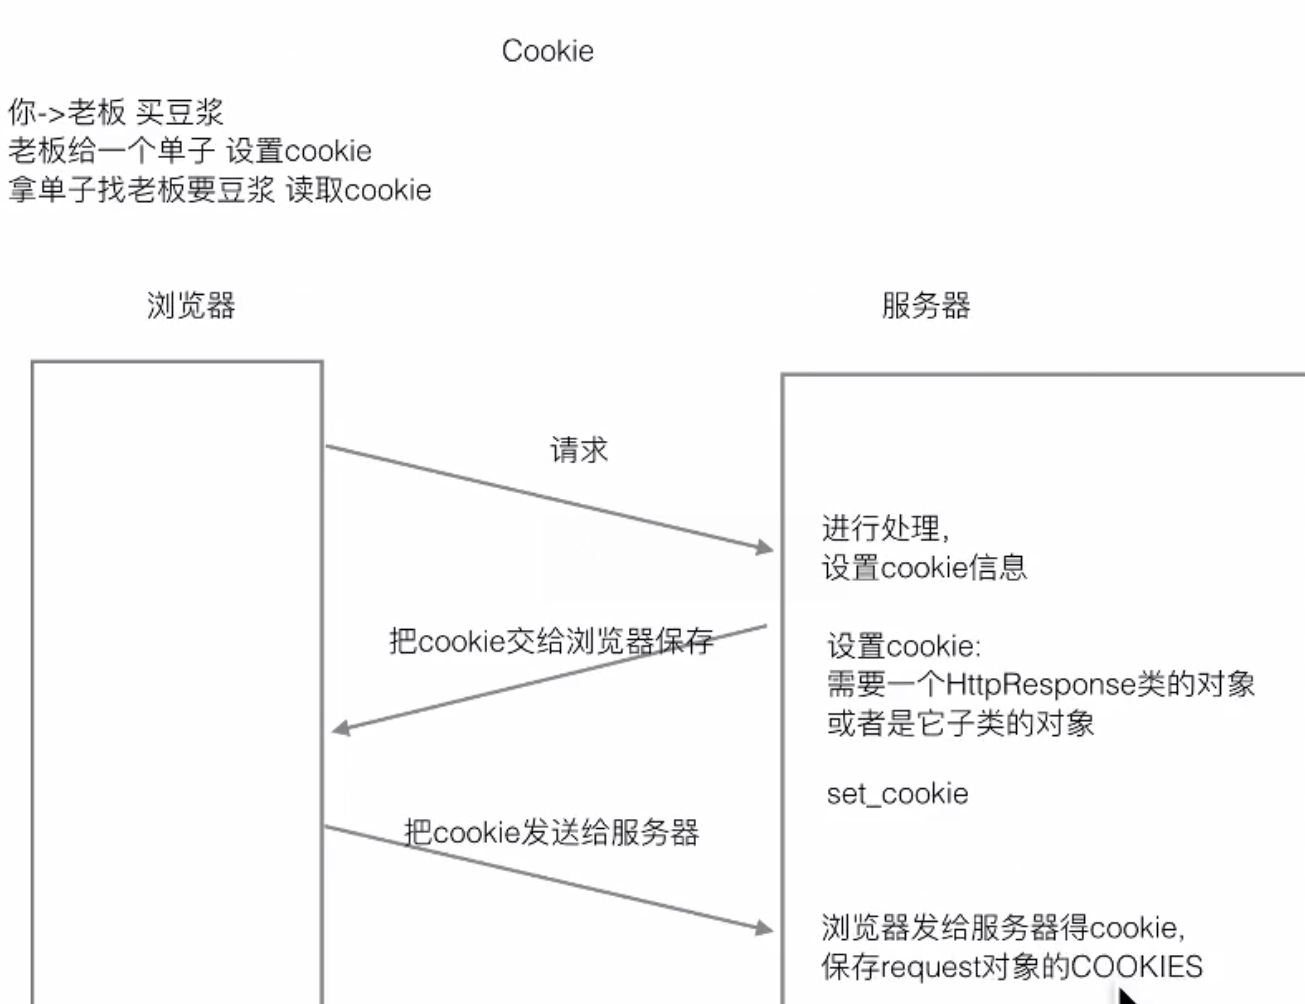 Cookie
你->老板 买豆浆
老板给一个单子 设置cookie
拿单子找老板要豆浆 读取cookie
浏览器
服务器
请求
进行处理,
设置cookie信息
把cookie交给浏览器保存
设置cookie:
需要一个HttpResponse类的对象
或者是它子类的对象
set_cookie
把cookie发送给服务器
浏览器发给服务器得cookie,
保存request对象的COOKIES